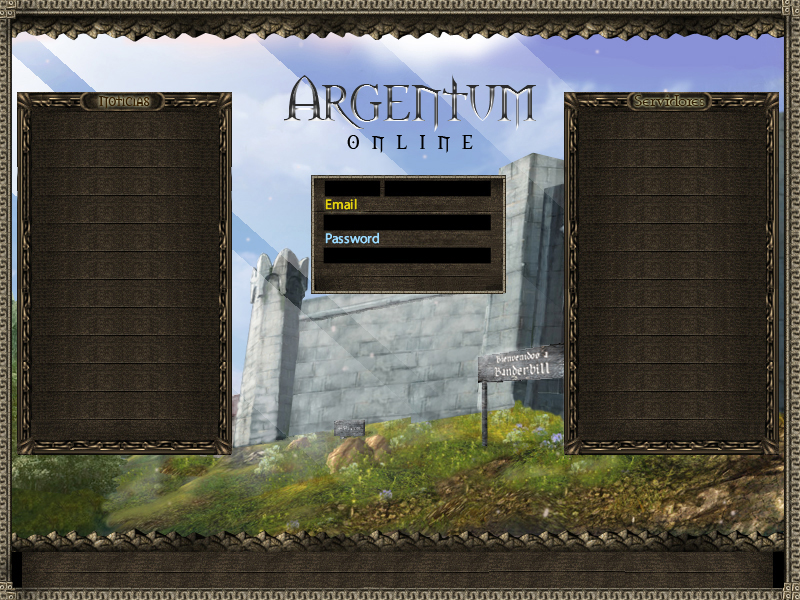 NOTICIAS
ARGENTUM
ONLINE
Servidores
Email
Password
Bienvenidos a
Banderbill